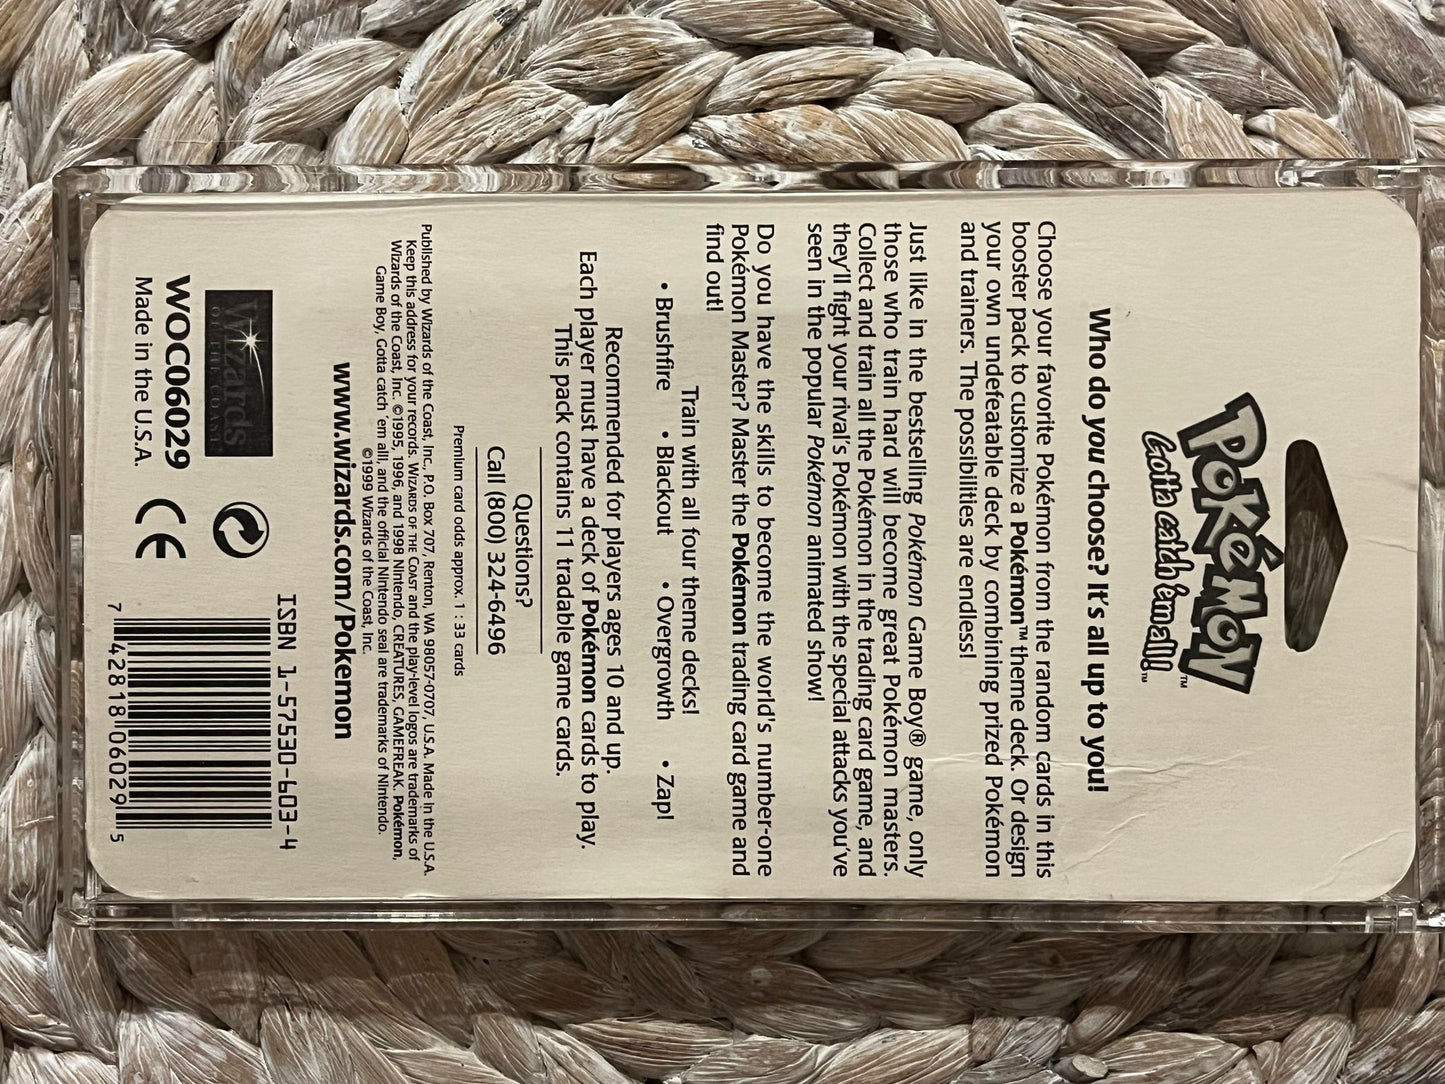 POKéMON™
Gotta catch 'em all!™
Who do you choose? It's all up to you!
Choose your favorite Pokémon from the random cards in this
booster pack to customize a Pokémon™ theme deck. Or design
your own undefeatable deck by combining prized Pokémon
and trainers. The possibilities are endless!
Just like in the bestselling Pokémon Game Boy® game, only
those who train hard will become great Pokémon masters.
Collect and train all the Pokémon in the trading card game, and
they'll fight your rival's Pokémon with the special attacks you've
seen in the popular Pokémon animated show!
Do you have the skills to become the world's number-one
Pokémon Master? Master the Pokémon trading card game and
find out!
Train with all four theme decks!
• Brushfire • Blackout • Overgrowth • Zap!
Recommended for players ages 10 and up.
Each player must have a deck of Pokémon cards to play.
This pack contains 11 tradable game cards.
Questions?
Call (800) 324-6496
Premium card odds approx. 1 : 33 cards
Published by Wizards of the Coast, Inc., P.O. Box 707, Renton, WA 98057-0707, U.S.A. Made in the U.S.A.
Keep this address for your records. WIZARDS OF THE COAST and the play-level logos are trademarks of
Wizards of the Coast, Inc. ©1995, 1996, and 1998 Nintendo, CREATURES, GAMEFREAK. Pokémon,
Game Boy, Gotta catch 'em all!, and the official Nintendo seal are trademarks of Nintendo.
©1999 Wizards of the Coast, Inc.
www.wizards.com/Pokemon
Wizards
OF THE COAST
WOC06029
Made in the U.S.A.
CE
ISBN 1-57530-603-4
7 42818 06029 5